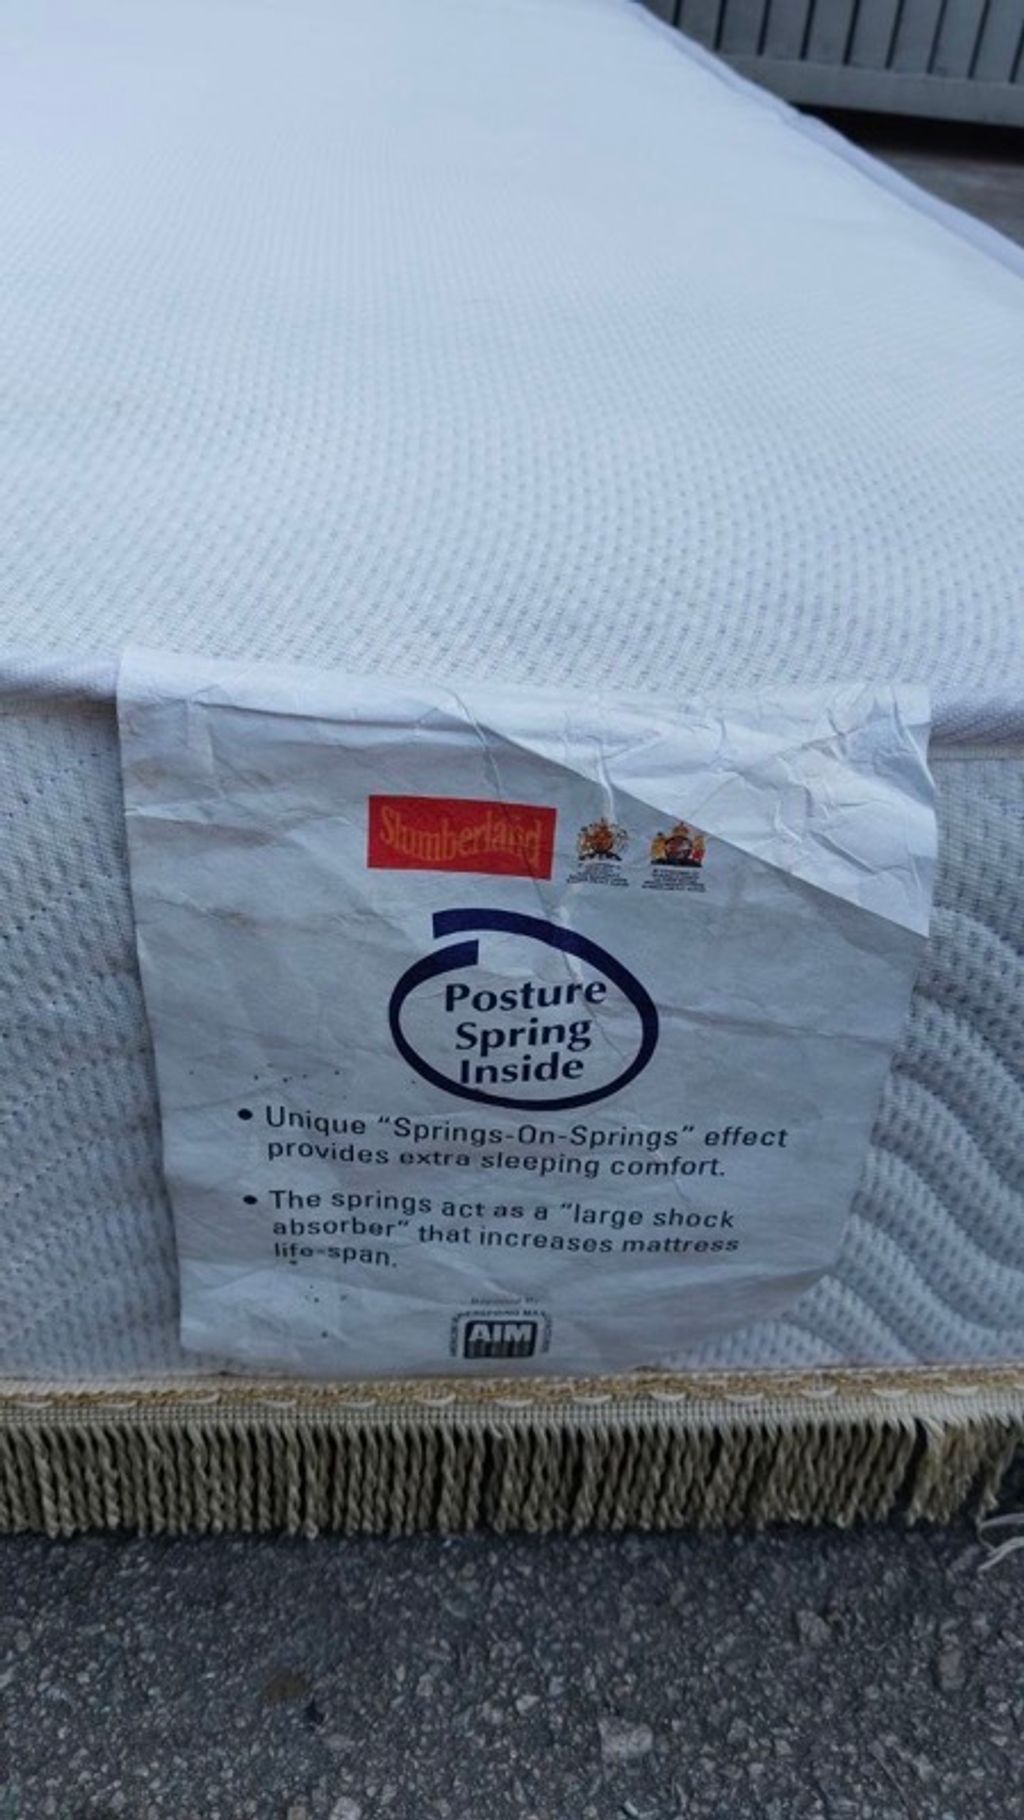 Slumberland
Posture
Spring
Inside
• Unique "Springs-On-Springs" effect
provides extra sleeping comfort.
• The springs act as a "large shock
absorber" that increases mattress
life-span.
AIM